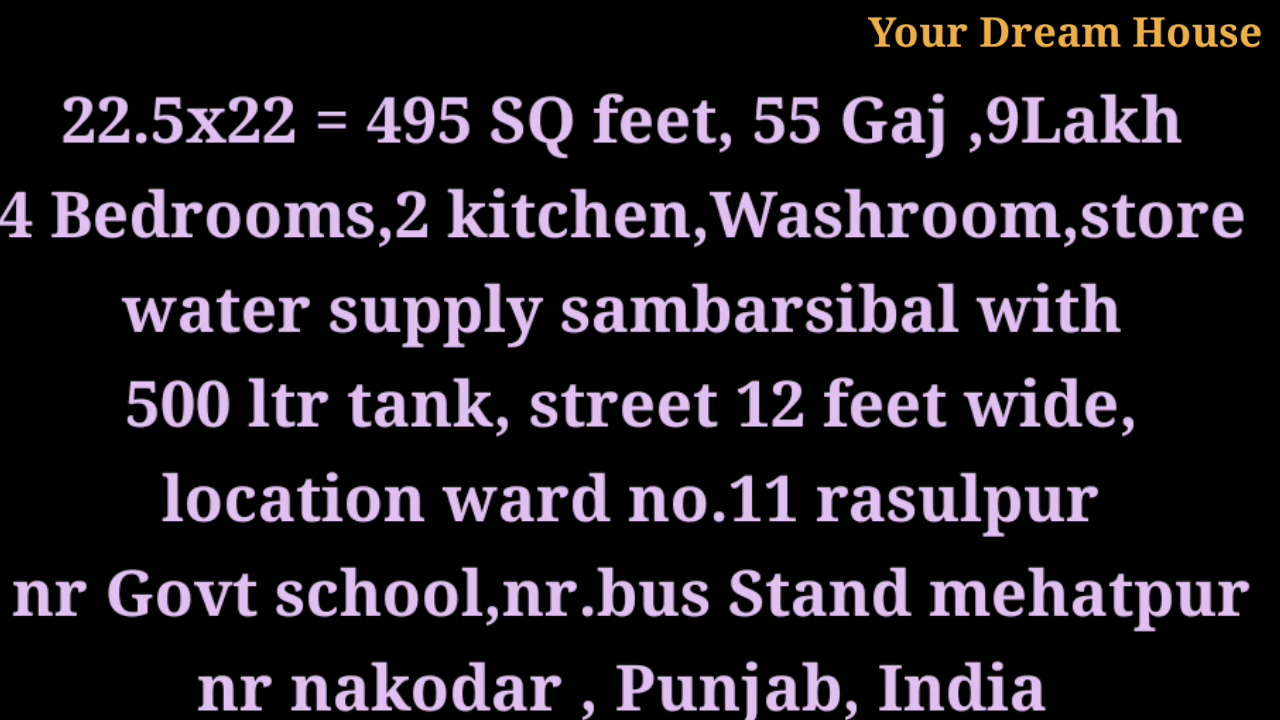 Your Dream House
22.5x22 = 495 SQ feet, 55 Gaj ,9Lakh
4 Bedrooms,2 kitchen,Washroom,store
water supply sambarsibal with
500 ltr tank, street 12 feet wide,
location ward no.11 rasulpur
nr Govt school,nr.bus Stand mehatpur
nr nakodar , Punjab, India